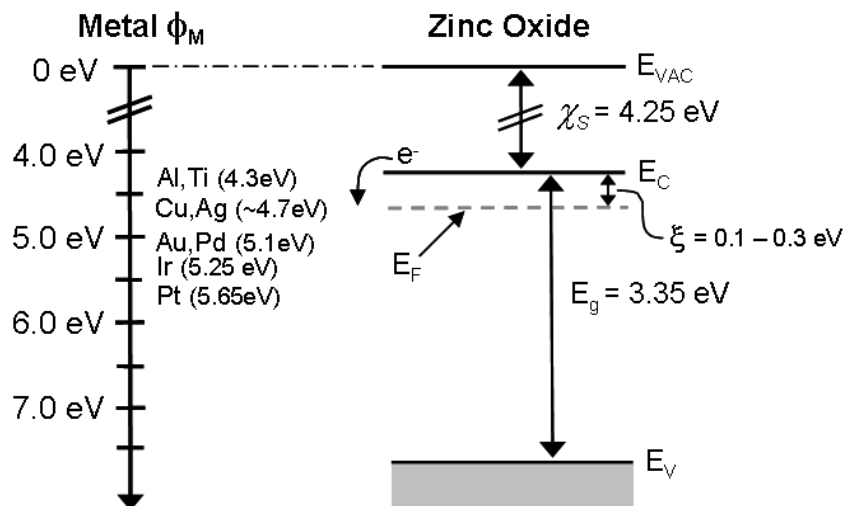 Metal ϕM
Zinc Oxide
0 eV
EVAC
χS = 4.25 eV
4.0 eV
e-
Al,Ti (4.3eV)
EC
Cu,Ag (~4.7eV)
5.0 eV
Au,Pd (5.1eV)
ξ = 0.1 – 0.3 eV
Ir (5.25 eV)
EF
Pt (5.65eV)
Eg = 3.35 eV
6.0 eV
7.0 eV
EV